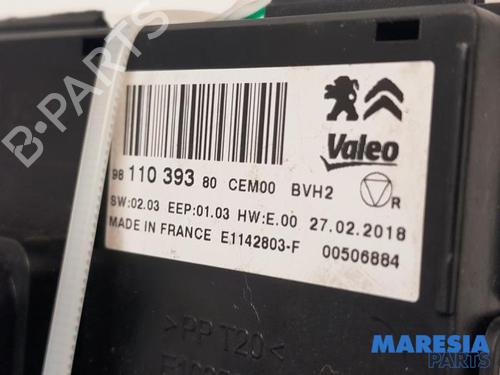 B-PARTS
Valeo
98 110 393 80 CEM00 BVH2
R
SW:02.03 EEP:01.03 HW:E.00 27.02.2018
MADE IN FRANCE E1142803-F 00506884
>PP T20<
MARESIA
PARTS